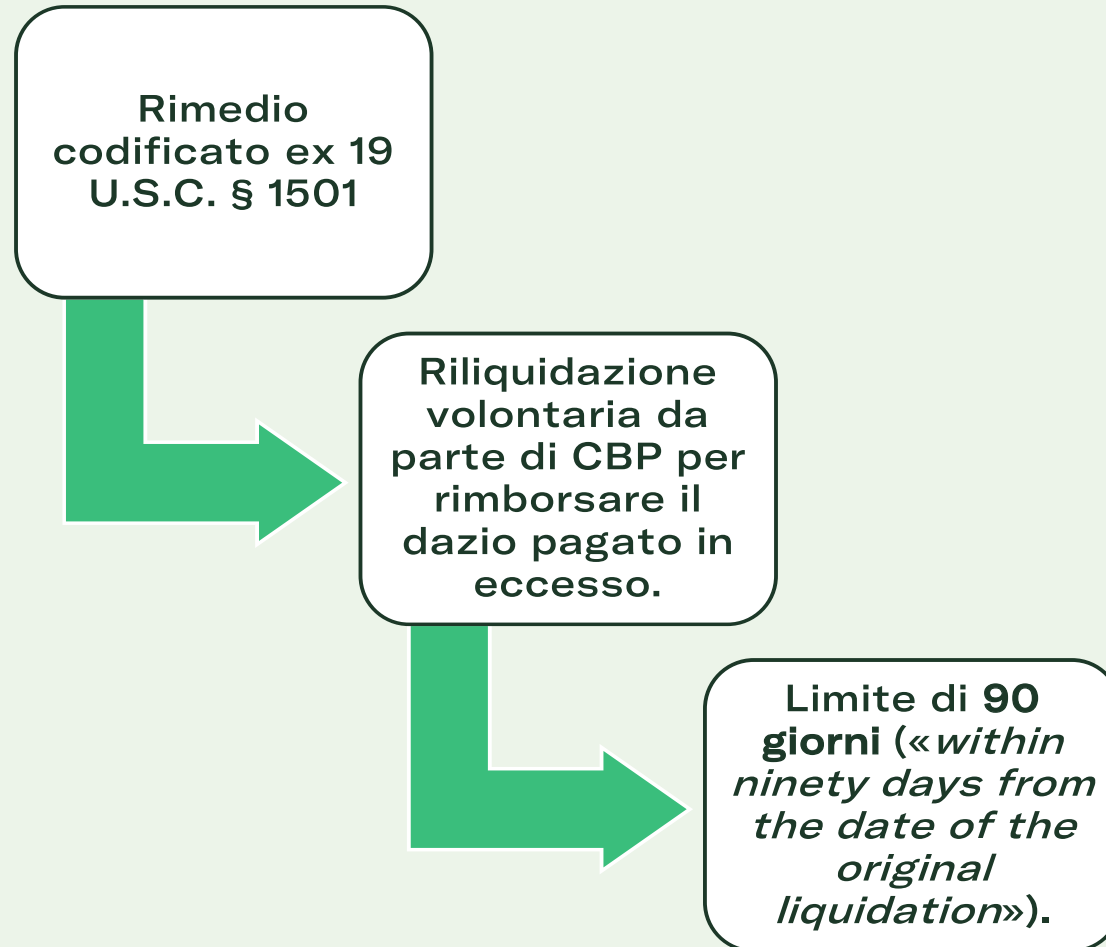 Rimedio
codificato ex 19
U.S.C. § 1501
Riliquidazione
volontaria da
parte di CBP per
rimborsare il
dazio pagato in
eccesso.
Limite di 90
giorni («within
ninety days from
the date of the
original
liquidation»).